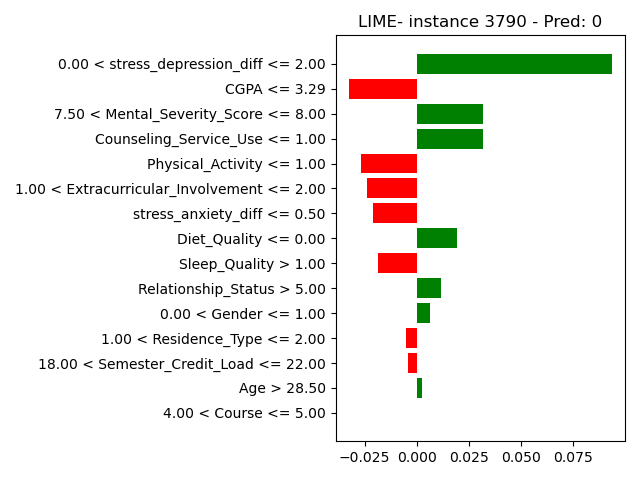 LIME- instance 3790 - Pred: 0
0.00 < stress_depression_diff <= 2.00
CGPA <= 3.29
7.50 < Mental_Severity_Score <= 8.00
Counseling_Service_Use <= 1.00
Physical_Activity <= 1.00
1.00 < Extracurricular_Involvement <= 2.00
stress_anxiety_diff <= 0.50
Diet_Quality <= 0.00
Sleep_Quality > 1.00
Relationship_Status > 5.00
0.00 < Gender <= 1.00
1.00 < Residence_Type <= 2.00
18.00 < Semester_Credit_Load <= 22.00
Age > 28.50
4.00 < Course <= 5.00
−0.025 0.000 0.025 0.050 0.075